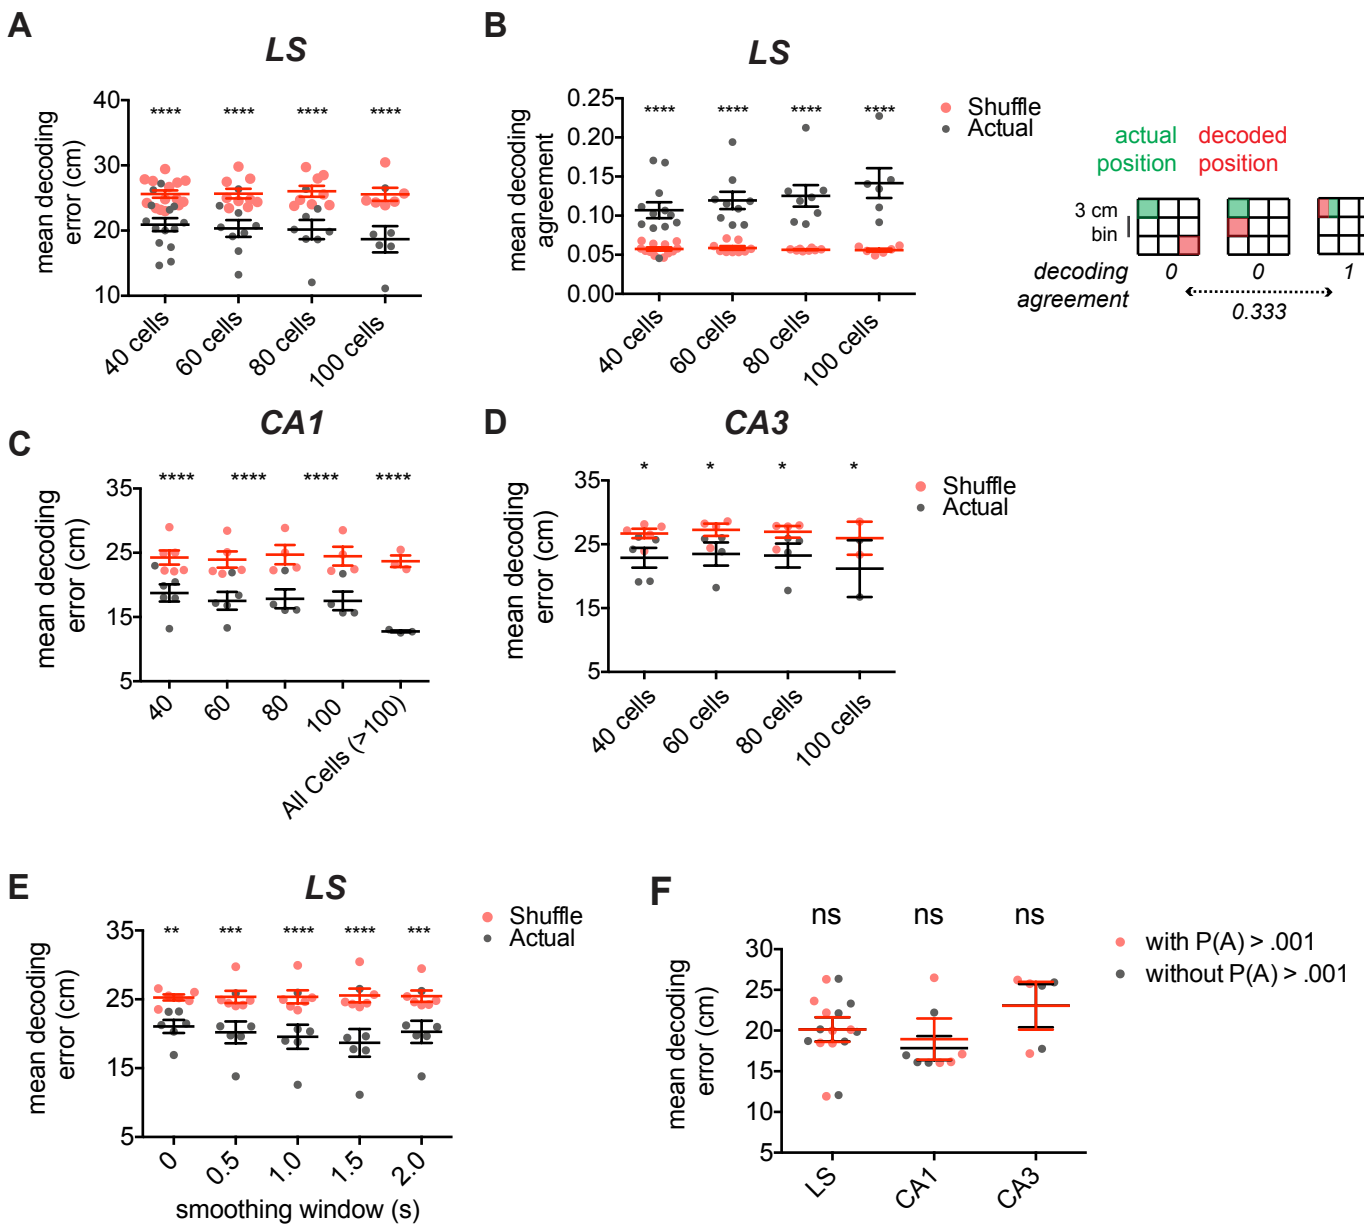 A
LS
mean decoding
error (cm)
40
30
20
10
****
****
****
****
40 cells
60 cells
80 cells
100 cells
B
LS
mean decoding
agreement
0.25
0.20
0.15
0.10
0.05
0.00
****
****
****
****
40 cells
60 cells
80 cells
100 cells
Shuffle
Actual
actual
position
decoded
position
3 cm
bin
decoding
agreement
0
0
1
0.333
C
CA1
mean decoding
error (cm)
35
25
15
5
****
****
****
****
40
60
80
100
All Cells (>100)
D
CA3
mean decoding
error (cm)
35
25
15
5
*
*
*
*
40 cells
60 cells
80 cells
100 cells
Shuffle
Actual
E
LS
mean decoding
error (cm)
35
25
15
5
**
***
****
****
***
0
0.5
1.0
1.5
2.0
smoothing window (s)
Shuffle
Actual
F
mean decoding
error (cm)
30
25
20
15
10
5
ns
ns
ns
LS
CA1
CA3
with P(A) > .001
without P(A) > .001